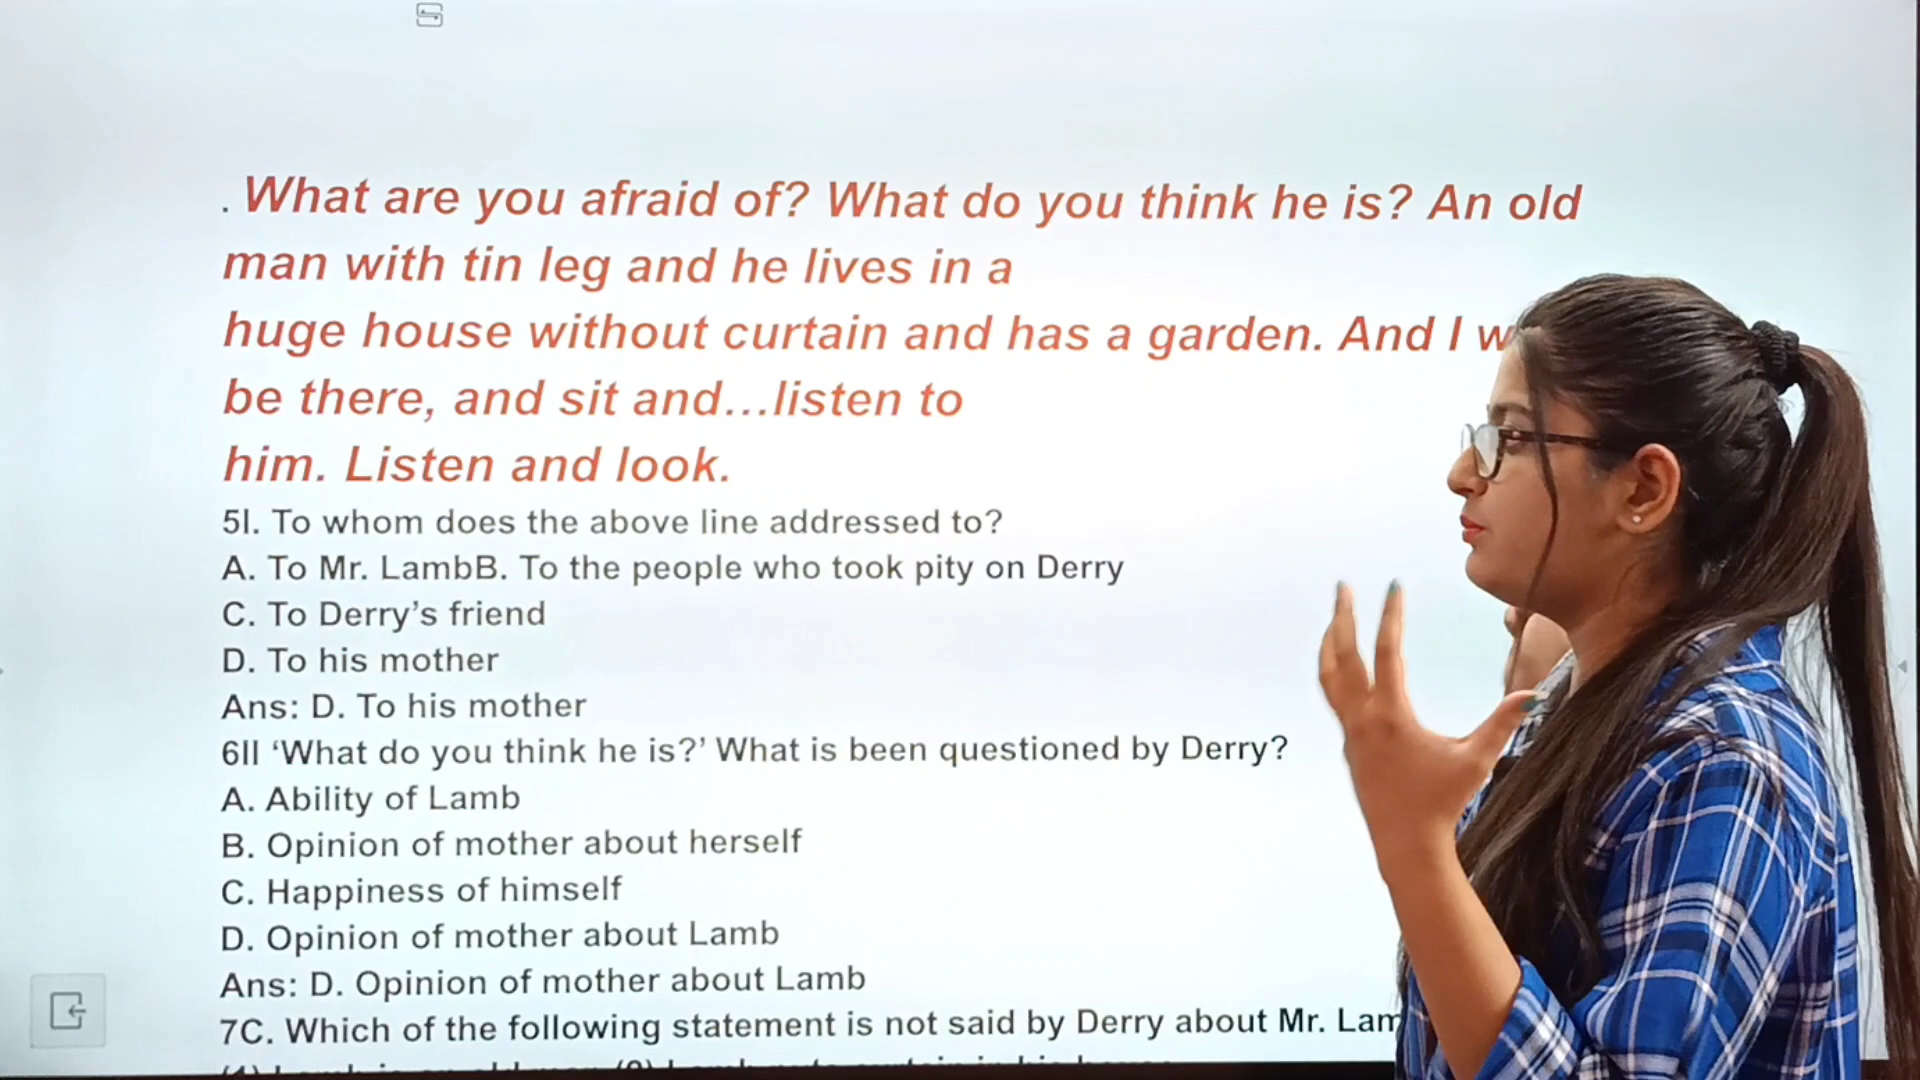 . What are you afraid of? What do you think he is? An old
man with tin leg and he lives in a
huge house without curtain and has a garden. And I
be there, and sit and...listen to
him. Listen and look.
5I. To whom does the above line addressed to?
A. To Mr. LambB. To the people who took pity on Derry
C. To Derry's friend
D. To his mother
Ans: D. To his mother
6II ‘What do you think he is?’ What is been questioned by Derry?
A. Ability of Lamb
B. Opinion of mother about herself
C. Happiness of himself
D. Opinion of mother about Lamb
Ans: D. Opinion of mother about Lamb
7C. Which of the following statement is not said by Derry about Mr.